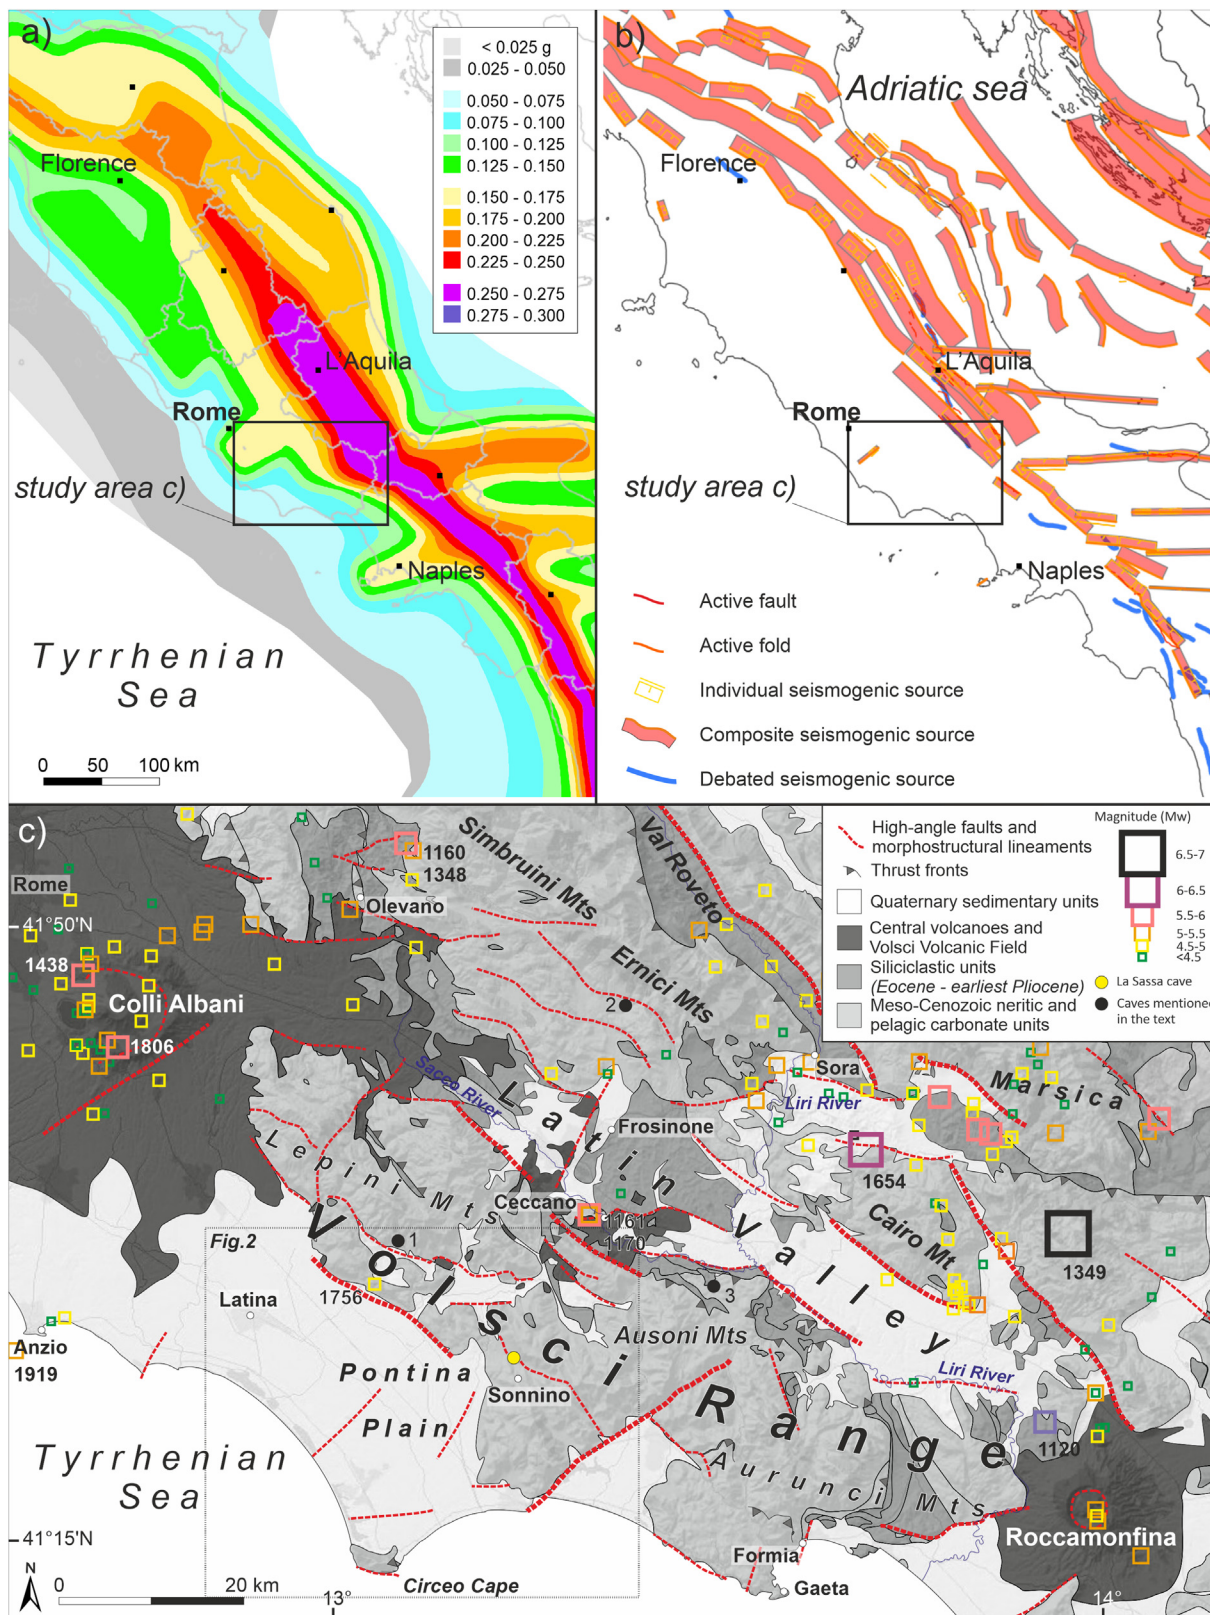 a)
< 0.025 g
0.025 - 0.050
0.050 - 0.075
0.075 - 0.100
0.100 - 0.125
0.125 - 0.150
0.150 - 0.175
0.175 - 0.200
0.200 - 0.225
0.225 - 0.250
0.250 - 0.275
0.275 - 0.300
Florence
L'Aquila
Rome
study area c)
Naples
Tyrrhenian
Sea
0 50 100 km
b)
Adriatic sea
Florence
L'Aquila
Rome
study area c)
Naples
Active fault
Active fold
Individual seismogenic source
Composite seismogenic source
Debated seismogenic source
c)
High-angle faults and
morphostructural lineaments
Thrust fronts
Quaternary sedimentary units
Central volcanoes and
Volsci Volcanic Field
Siliciclastic units
(Eocene - earliest Pliocene)
Meso-Cenozoic neritic and
pelagic carbonate units
Magnitude (Mw)
6.5-7
6-6.5
5.5-6
5-5.5
4.5-5
<4.5
La Sassa cave
Caves mentioned
in the text
Rome
41°50'N
1438
Colli Albani
1806
1160
1348
Olevano
Simbruini Mts
Val Roveto
Ernici Mts
2
Sora
Liri River
Marsica
Sacco River
Latin Valley
Frosinone
Lepini Mts
Ceccano
1161
1170
1654
Cairo Mt
1349
Fig.2
1
3
1756
Latina
Volsci Range
Ausoni Mts
Anzio
1919
Pontina
Plain
Sonnino
Liri River
1120
Aurunci Mts
Tyrrhenian
Sea
Roccamonfina
41°15'N
Formia
Gaeta
Circeo Cape
N
0 20 km
13°
14°